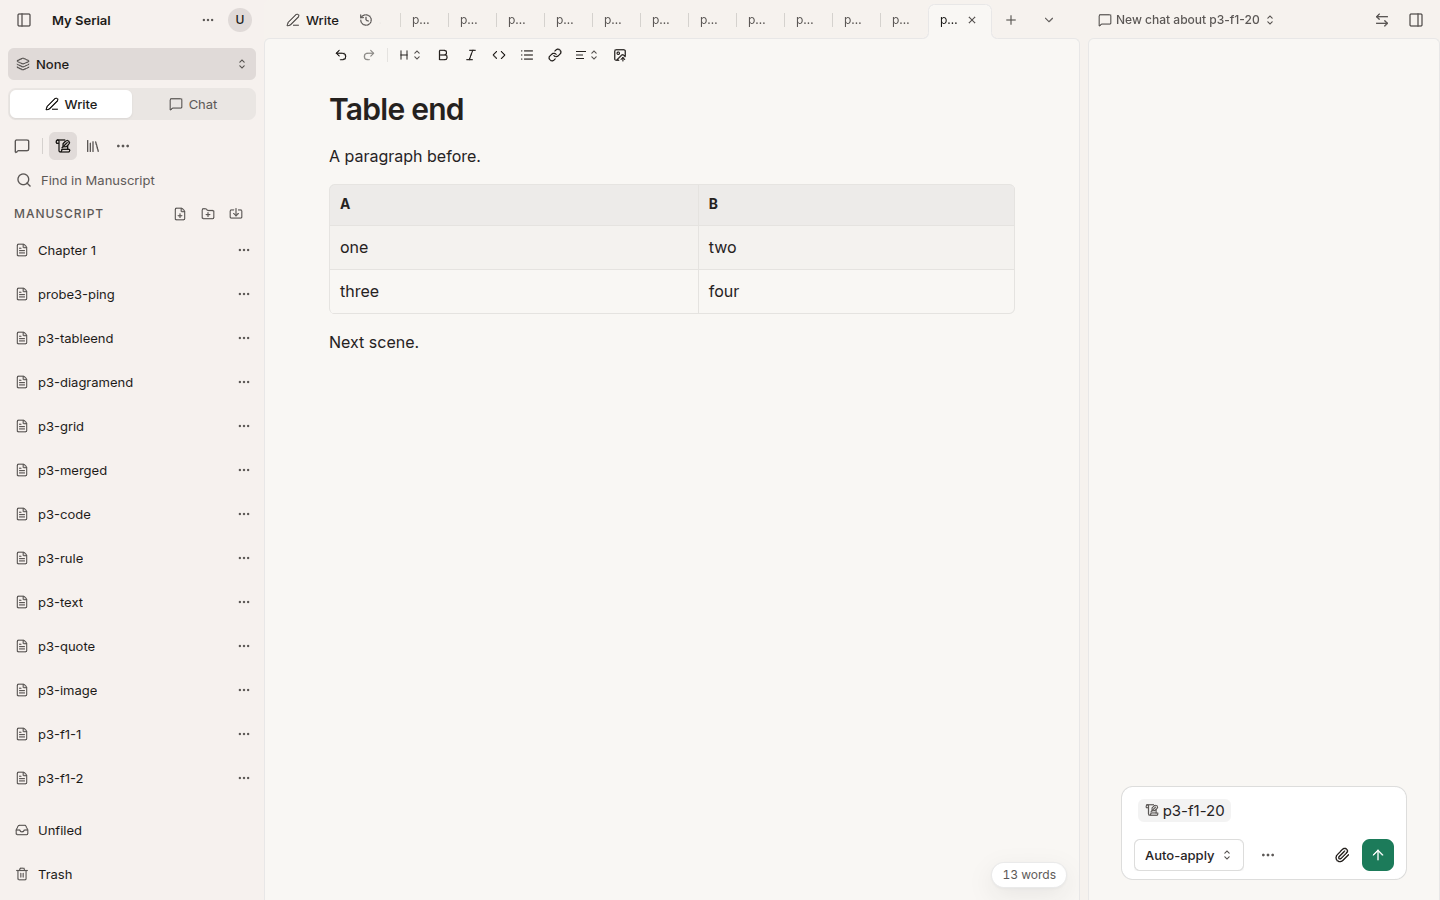 My Serial
U
None
Write
Chat
Find in Manuscript
MANUSCRIPT
Chapter 1
probe3-ping
p3-tableend
p3-diagramend
p3-grid
p3-merged
p3-code
p3-rule
p3-text
p3-quote
p3-image
p3-f1-1
p3-f1-2
Unfiled
Trash
Write
p...
p...
p...
p...
p...
p...
p...
p...
p...
p...
p...
p...
H
B
I
Table end
A paragraph before.
A B
one two
three four
Next scene.
13 words
New chat about p3-f1-20
p3-f1-20
Auto-apply